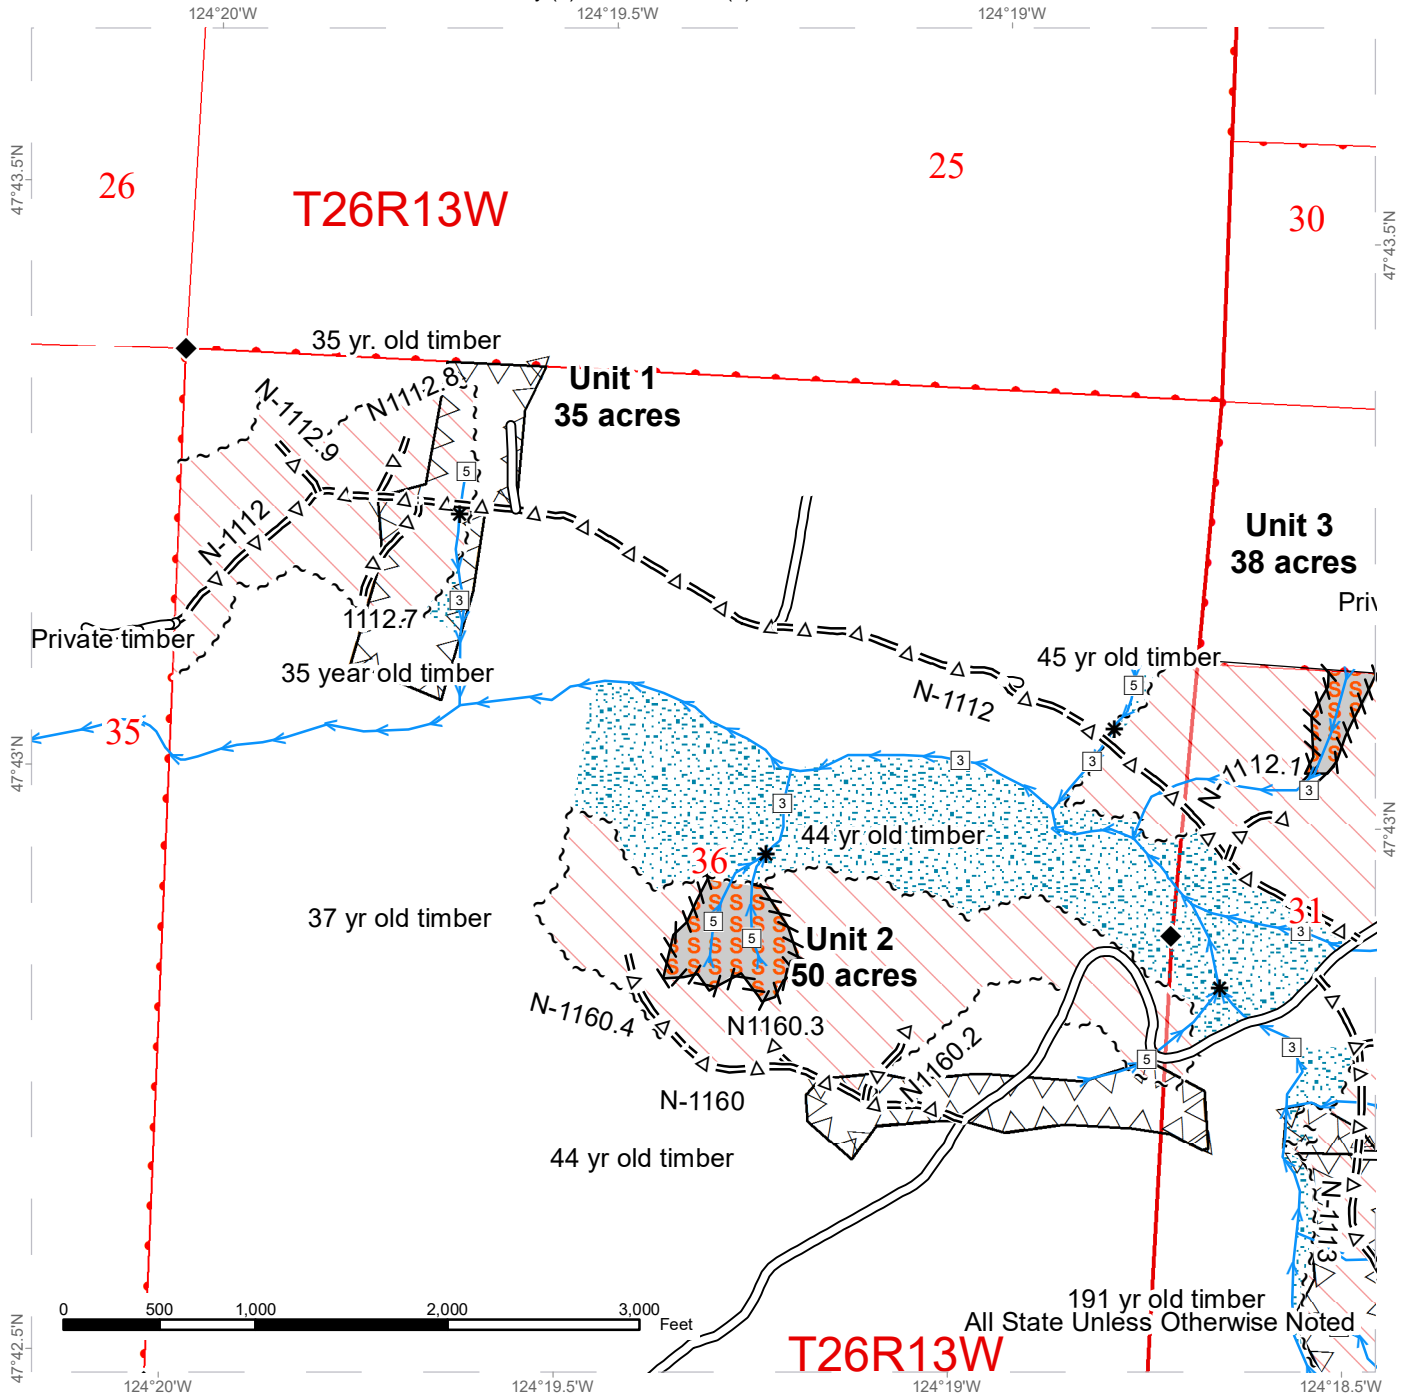 124°20'W
124°19.5'W
124°19'W
47°43.5'N
26
T26R13W
25
30
47°43.5'N
35 yr. old timber
Unit 1
35 acres
N-1112.9
N1112.8
5
N-1112
Unit 3
38 acres
3
1112.7
Priv
Private timber
35 year old timber
45 yr old timber
5
N-1112
S S
S S
S
S
35
47°43'N
3
3
N-1112.1
3
3
44 yr old timber
47°43'N
36
37 yr old timber
5
5
Unit 2
50 acres
31
3
N-1160.4
N1160.3
N1160.2
5
3
N-1160
44 yr old timber
N-1113
191 yr old timber
All State Unless Otherwise Noted
0 500 1,000 2,000 3,000
Feet
T26R13W
47°42.5'N
124°20'W
124°19.5'W
124°19'W
124°18.5'W